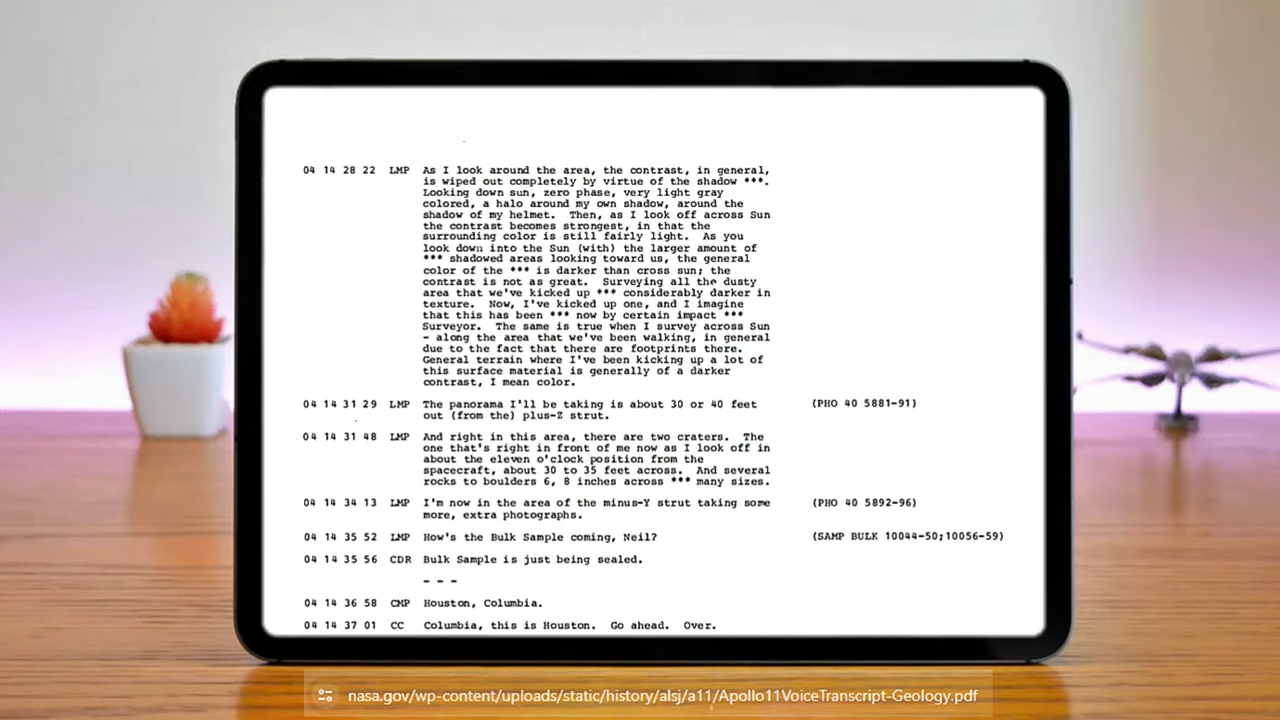 04 14 28 22 LMP As I look around the area, the contrast, in general,
is wiped out completely by virtue of the shadow ***.
Looking down sun, zero phase, very light gray
colored, a halo around my own shadow, around the
shadow of my helmet. Then, as I look off across Sun
the contrast becomes strongest, in that the
surrounding color is still fairly light. As you
look down into the Sun (with) the larger amount of
*** shadowed areas looking toward us, the general
color of the *** is darker than cross sun; the
contrast is not as great. Surveying all the dusty
area that we've kicked up *** considerably darker in
texture. Now, I've kicked up one, and I imagine
that this has been *** now by certain impact ***
Surveyor. The same is true when I survey across Sun
- along the area that we've been walking, in general
due to the fact that there are footprints there.
General terrain where I've been kicking up a lot of
this surface material is generally of a darker
contrast, I mean color.
04 14 31 29 LMP The panorama I'll be taking is about 30 or 40 feet (PHO 40 5881-91)
out (from the) plus-Z strut.
04 14 31 48 LMP And right in this area, there are two craters. The
one that's right in front of me now as I look off in
about the eleven o'clock position from the
spacecraft, about 30 to 35 feet across. And several
rocks to boulders 6, 8 inches across *** many sizes.
04 14 34 13 LMP I'm now in the area of the minus-Y strut taking some (PHO 40 5892-96)
more, extra photographs.
04 14 35 52 LMP How's the Bulk Sample coming, Neil? (SAMP BULK 10044-50;10056-59)
04 14 35 56 CDR Bulk Sample is just being sealed.
- - -
04 14 36 58 CMP Houston, Columbia.
04 14 37 01 CC Columbia, this is Houston. Go ahead. Over.
nasa.gov/wp-content/uploads/static/history/alsj/a11/Apollo11VoiceTranscript-Geology.pdf